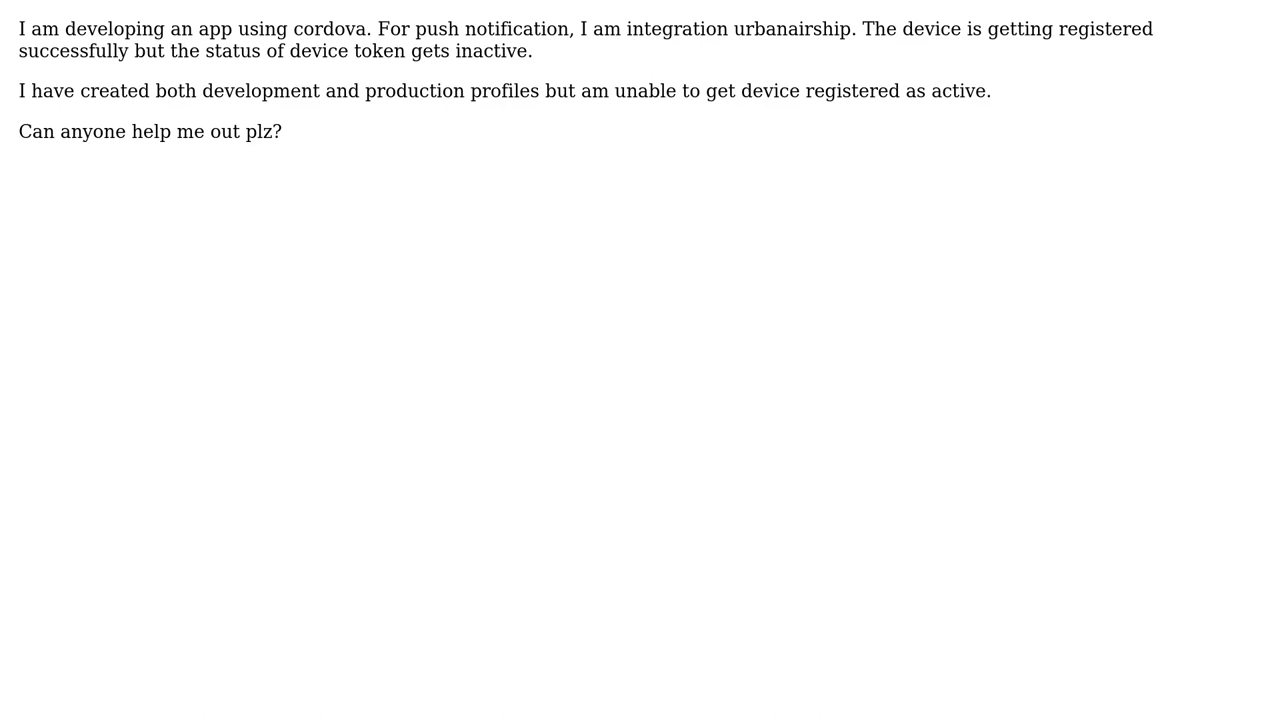 I am developing an app using cordova. For push notification, I am integration urbanairship. The device is getting registered
successfully but the status of device token gets inactive.
I have created both development and production profiles but am unable to get device registered as active.
Can anyone help me out plz?